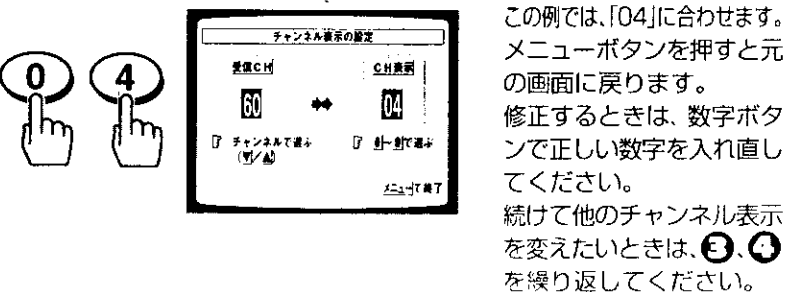 0 4
チャンネル表示の設定
受信CH
CH表示
60
04
チャンネルで選ぶ
(▼/▲)
0~9で選ぶ
メニューで終了
この例では、「04」に合わせます。
メニューボタンを押すと元
の画面に戻ります。
修正するときは、数字ボタ
ンで正しい数字を入れ直し
てください。
続けて他のチャンネル表示
を変えたいときは、❸、❹
を繰り返してください。